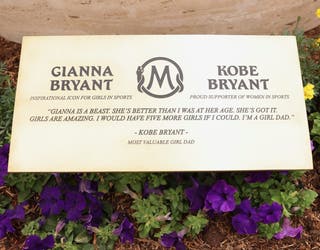 GIANNA
BRYANT
INSPIRATIONAL ICON FOR GIRLS IN SPORTS
M
KOBE
BRYANT
PROUD SUPPORTER OF WOMEN IN SPORTS
"GIANNA IS A BEAST. SHE'S BETTER THAN I WAS AT HER AGE. SHE'S GOT IT.
GIRLS ARE AMAZING. I WOULD HAVE FIVE MORE GIRLS IF I COULD. I'M A GIRL DAD."
- KOBE BRYANT -
MOST VALUABLE GIRL DAD